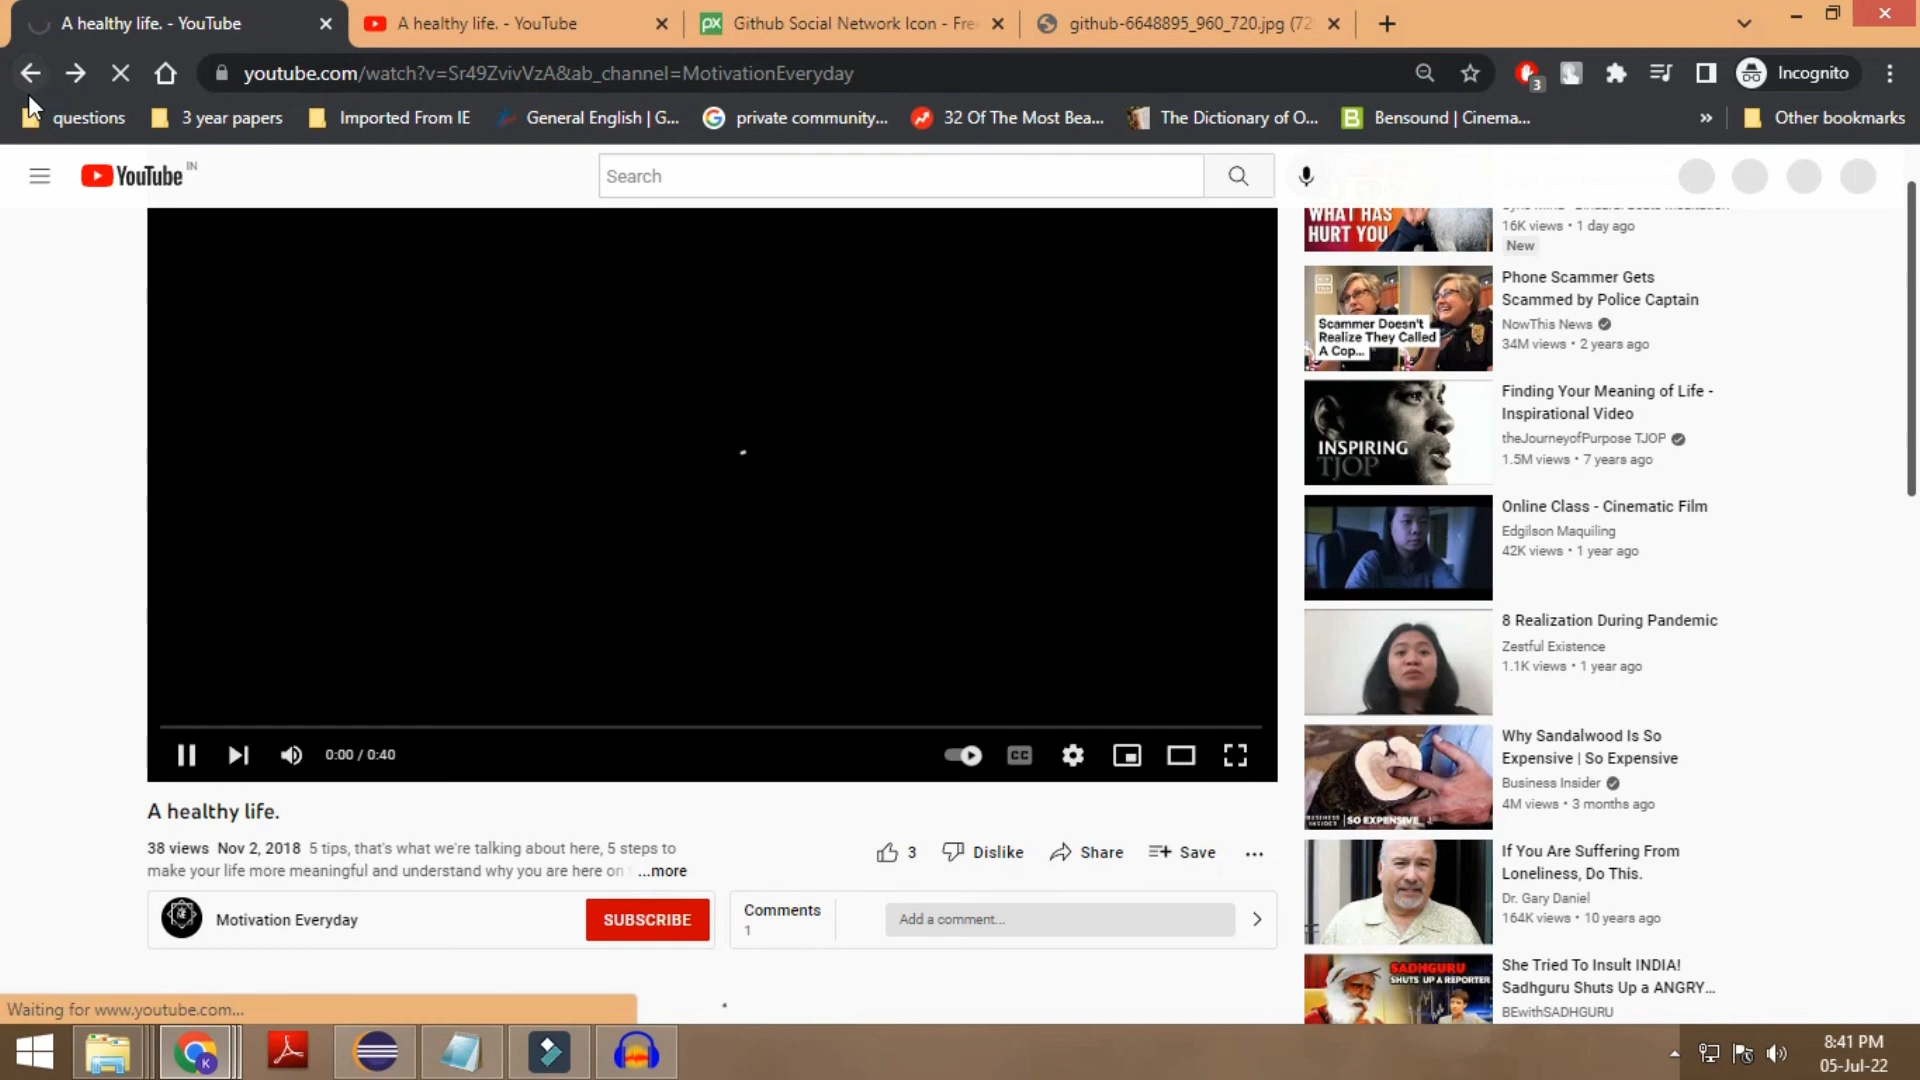 A healthy life. - YouTube
A healthy life. - YouTube
Github Social Network Icon - Fre
github-6648895_960_720.jpg (72
youtube.com/watch?v=Sr49ZvivVzA&ab_channel=MotivationEveryday
3
Incognito
questions
3 year papers
Imported From IE
General English | G...
private community...
32 Of The Most Bea...
The Dictionary of O...
Bensound | Cinema...
»
Other bookmarks
YouTube IN
Search
WHAT HAS
HURT YOU
16K views • 1 day ago
New
Scammer Doesn't
Realize They Called
A Cop...
Phone Scammer Gets
Scammed by Police Captain
NowThis News
34M views • 2 years ago
INSPIRING
TJOP
Finding Your Meaning of Life -
Inspirational Video
theJourneyofPurpose TJOP
1.5M views • 7 years ago
Online Class - Cinematic Film
Edgilson Maquiling
42K views • 1 year ago
8 Realization During Pandemic
Zestful Existence
1.1K views • 1 year ago
BUSINESS
INSIDER | SO EXPENSIVE
Why Sandalwood Is So
Expensive | So Expensive
Business Insider
4M views • 3 months ago
If You Are Suffering From
Loneliness, Do This.
Dr. Gary Daniel
164K views • 10 years ago
SADHGURU
SHUTS UP A REPORTER
She Tried To Insult INDIA!
Sadhguru Shuts Up a ANGRY...
BEwithSADHGURU
0:00 / 0:40
CC
A healthy life.
38 views Nov 2, 2018 5 tips, that's what we're talking about here, 5 steps to
make your life more meaningful and understand why you are here on ...more
3
Dislike
Share
Save
Motivation Everyday
SUBSCRIBE
Comments
1
Add a comment...
Waiting for www.youtube.com...
K
8:41 PM
05-Jul-22